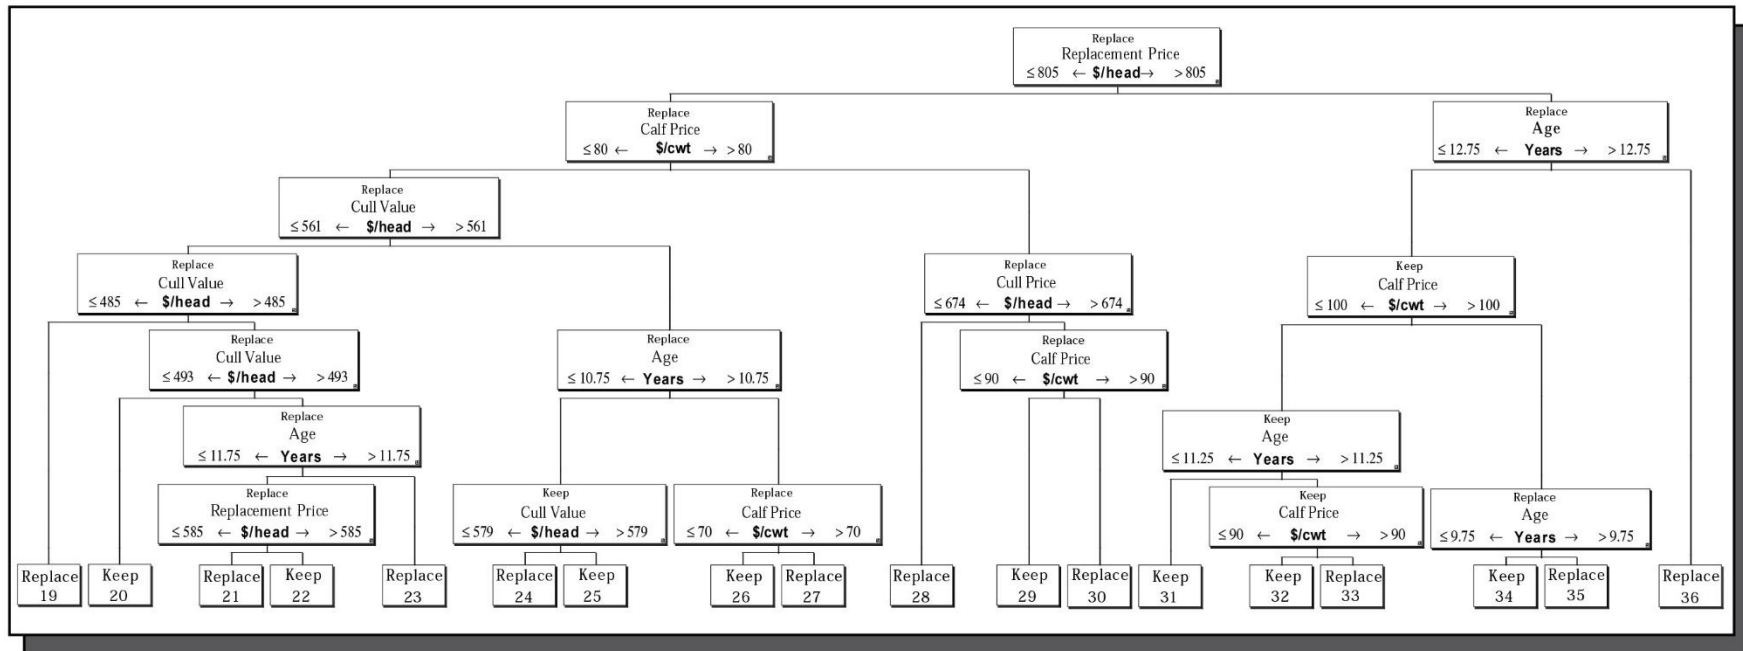 Replace
Replacement Price
≤ 805 ← $/head→ > 805
Replace
Calf Price
≤ 80 ← $/cwt → > 80
Replace
Age
≤ 12.75 ← Years → > 12.75
Replace
Cull Value
≤ 561 ← $/head → > 561
Replace
Cull Value
≤ 485 ← $/head → > 485
Replace
Cull Price
≤ 674 ← $/head → > 674
Keep
Calf Price
≤ 100 ← $/cwt → > 100
Replace
Cull Value
≤ 493 ← $/head → > 493
Replace
Age
≤ 10.75 ← Years → > 10.75
Replace
Calf Price
≤ 90 ← $/cwt → > 90
Replace
Age
≤ 11.75 ← Years → > 11.75
Keep
Age
≤ 11.25 ← Years → > 11.25
Replace
Replacement Price
≤ 585 ← $/head → > 585
Keep
Cull Value
≤ 579 ← $/head → > 579
Replace
Calf Price
≤ 70 ← $/cwt → > 70
Keep
Calf Price
≤ 90 ← $/cwt → > 90
Replace
Age
≤ 9.75 ← Years → > 9.75
Replace
19
Keep
20
Replace
21
Keep
22
Replace
23
Replace
24
Keep
25
Keep
26
Replace
27
Replace
28
Keep
29
Replace
30
Keep
31
Keep
32
Replace
33
Keep
34
Replace
35
Replace
36